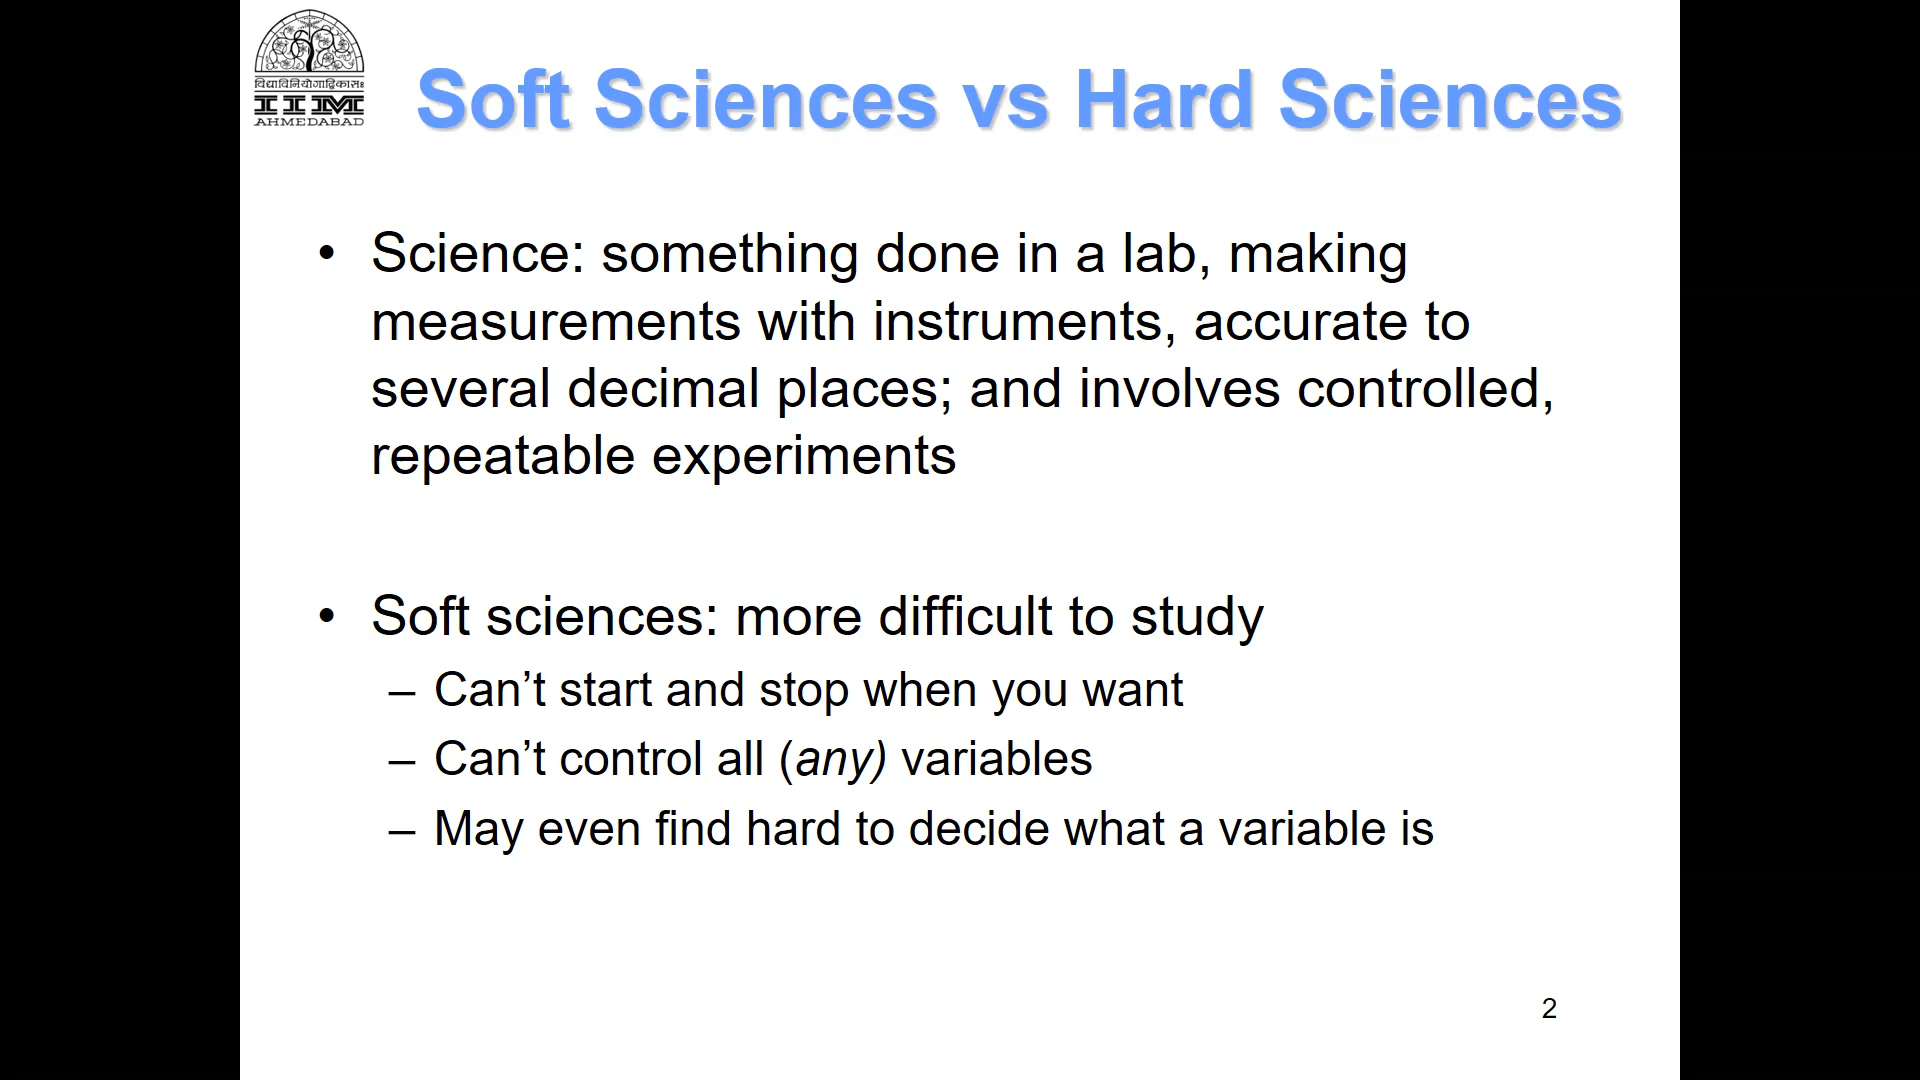 विद्याविनियोगाद्विकासः
IIM
AHMEDABAD
Soft Sciences vs Hard Sciences
• Science: something done in a lab, making
measurements with instruments, accurate to
several decimal places; and involves controlled,
repeatable experiments
• Soft sciences: more difficult to study
– Can’t start and stop when you want
– Can’t control all (any) variables
– May even find hard to decide what a variable is
2